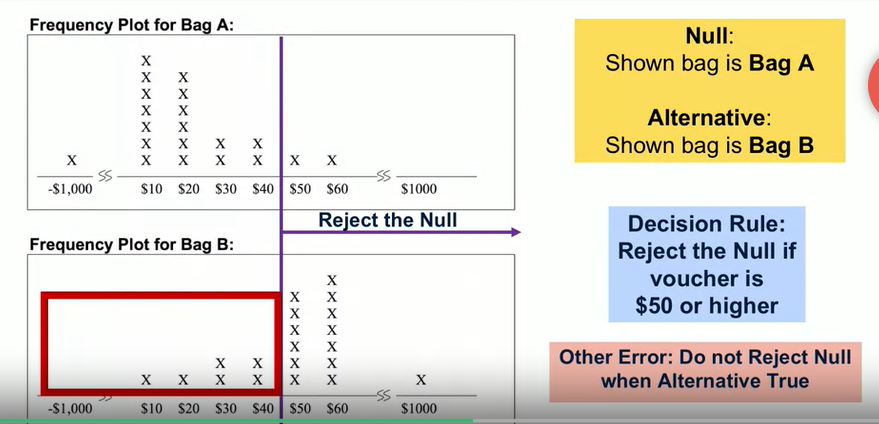 Frequency Plot for Bag A:
X
X X
X X
X X
X X
X X X X
X X X X X X X
-$1,000 $10 $20 $30 $40 $50 $60 $1000
Reject the Null
Frequency Plot for Bag B:
X
X X
X X
X X
X X
X X X X
X X X X X X X
-$1,000 $10 $20 $30 $40 $50 $60 $1000
Null:
Shown bag is Bag A
Alternative:
Shown bag is Bag B
Decision Rule:
Reject the Null if
voucher is
$50 or higher
Other Error: Do not Reject Null
when Alternative True